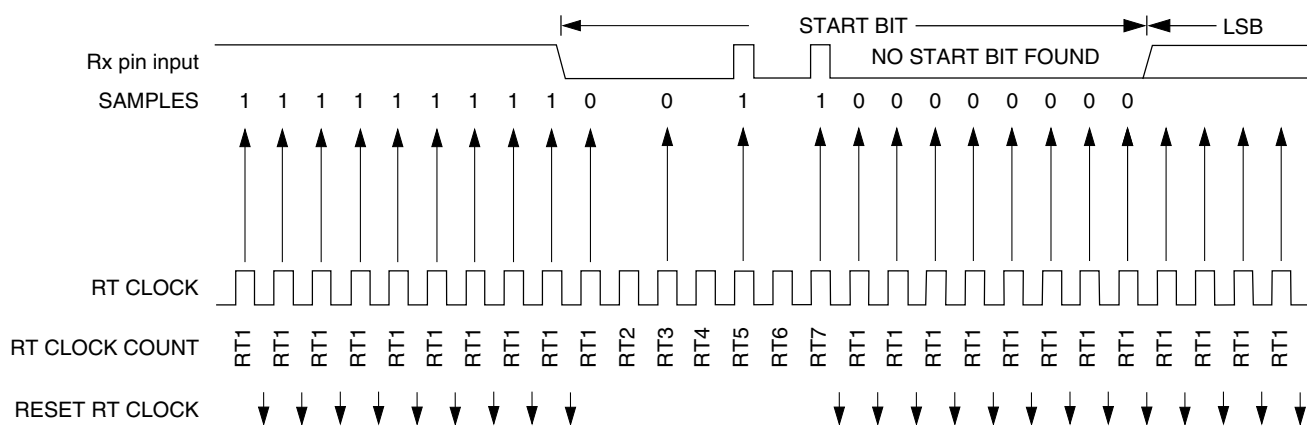 START BIT LSB
Rx pin input NO START BIT FOUND
SAMPLES 1 1 1 1 1 1 1 1 1 0 0 1 1 0 0 0 0 0 0 0 0
RT CLOCK
RT CLOCK COUNT RT1 RT1 RT1 RT1 RT1 RT1 RT1 RT1 RT1 RT1 RT2 RT3 RT4 RT5 RT6 RT7 RT1 RT1 RT1 RT1 RT1 RT1 RT1 RT1 RT1 RT1 RT1 RT1
RESET RT CLOCK